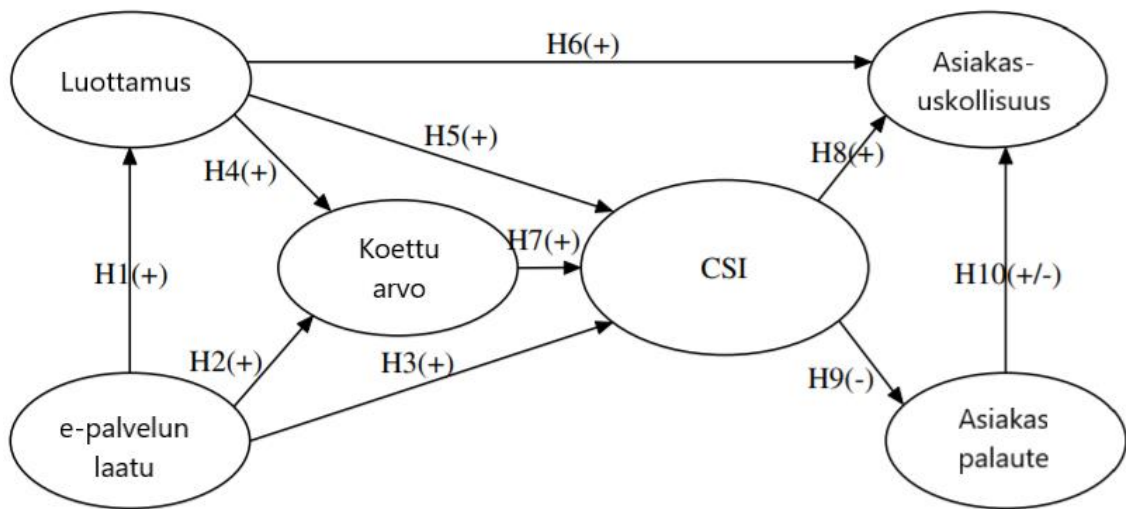 H6(+)
Luottamus
Asiakas-
uskollisuus
H5(+)
H8(+)
H4(+)
Koettu
arvo
H7(+)
CSI
H1(+)
H10(+/-)
H2(+)
H3(+)
H9(-)
e-palvelun
laatu
Asiakas
palaute